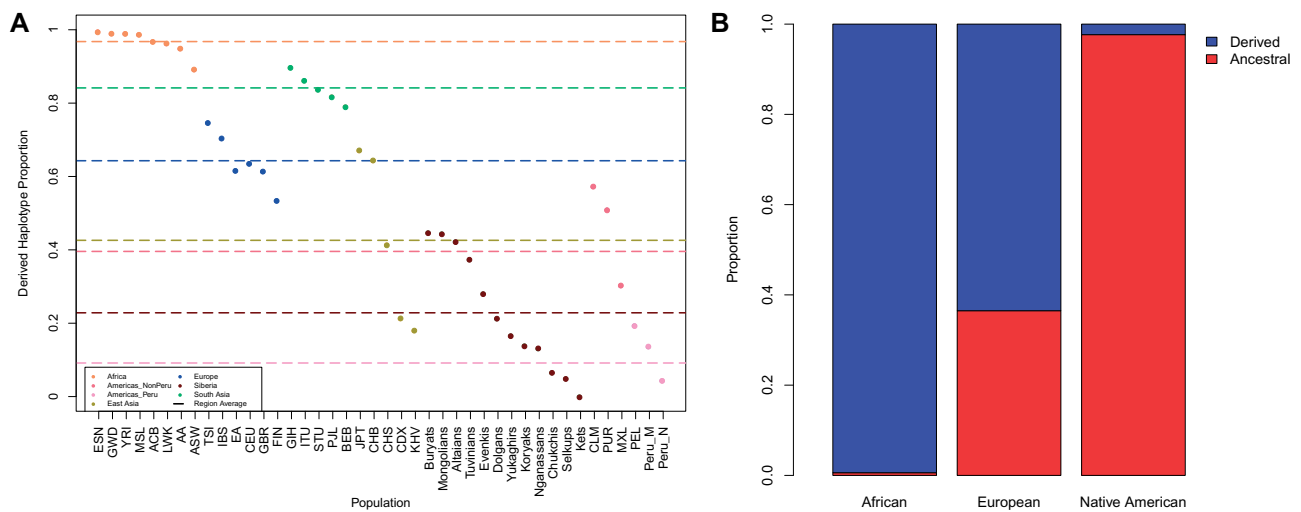 A
Derived Haplotype Proportion
1
0.8
0.6
0.4
0.2
0
Africa
Americas_NonPeru
Americas_Peru
East Asia
Europe
Siberia
South Asia
Region Average
ESN
GWD
YRI
MSL
ACB
LWK
AA
ASW
TSI
IBS
EA
CEU
GBR
FIN
GIH
ITU
STU
PJL
BEB
JPT
CHB
CHS
CDX
KHV
Buryats
Mongolians
Altaians
Tuvinians
Evenkis
Dolgans
Yukaghirs
Koryaks
Nganassans
Chukchis
Selkups
Kets
CLM
PUR
MXL
PEL
Peru_M
Peru_N
Population
B
Proportion
1.0
0.8
0.6
0.4
0.2
0.0
African
European
Native American
Derived
Ancestral